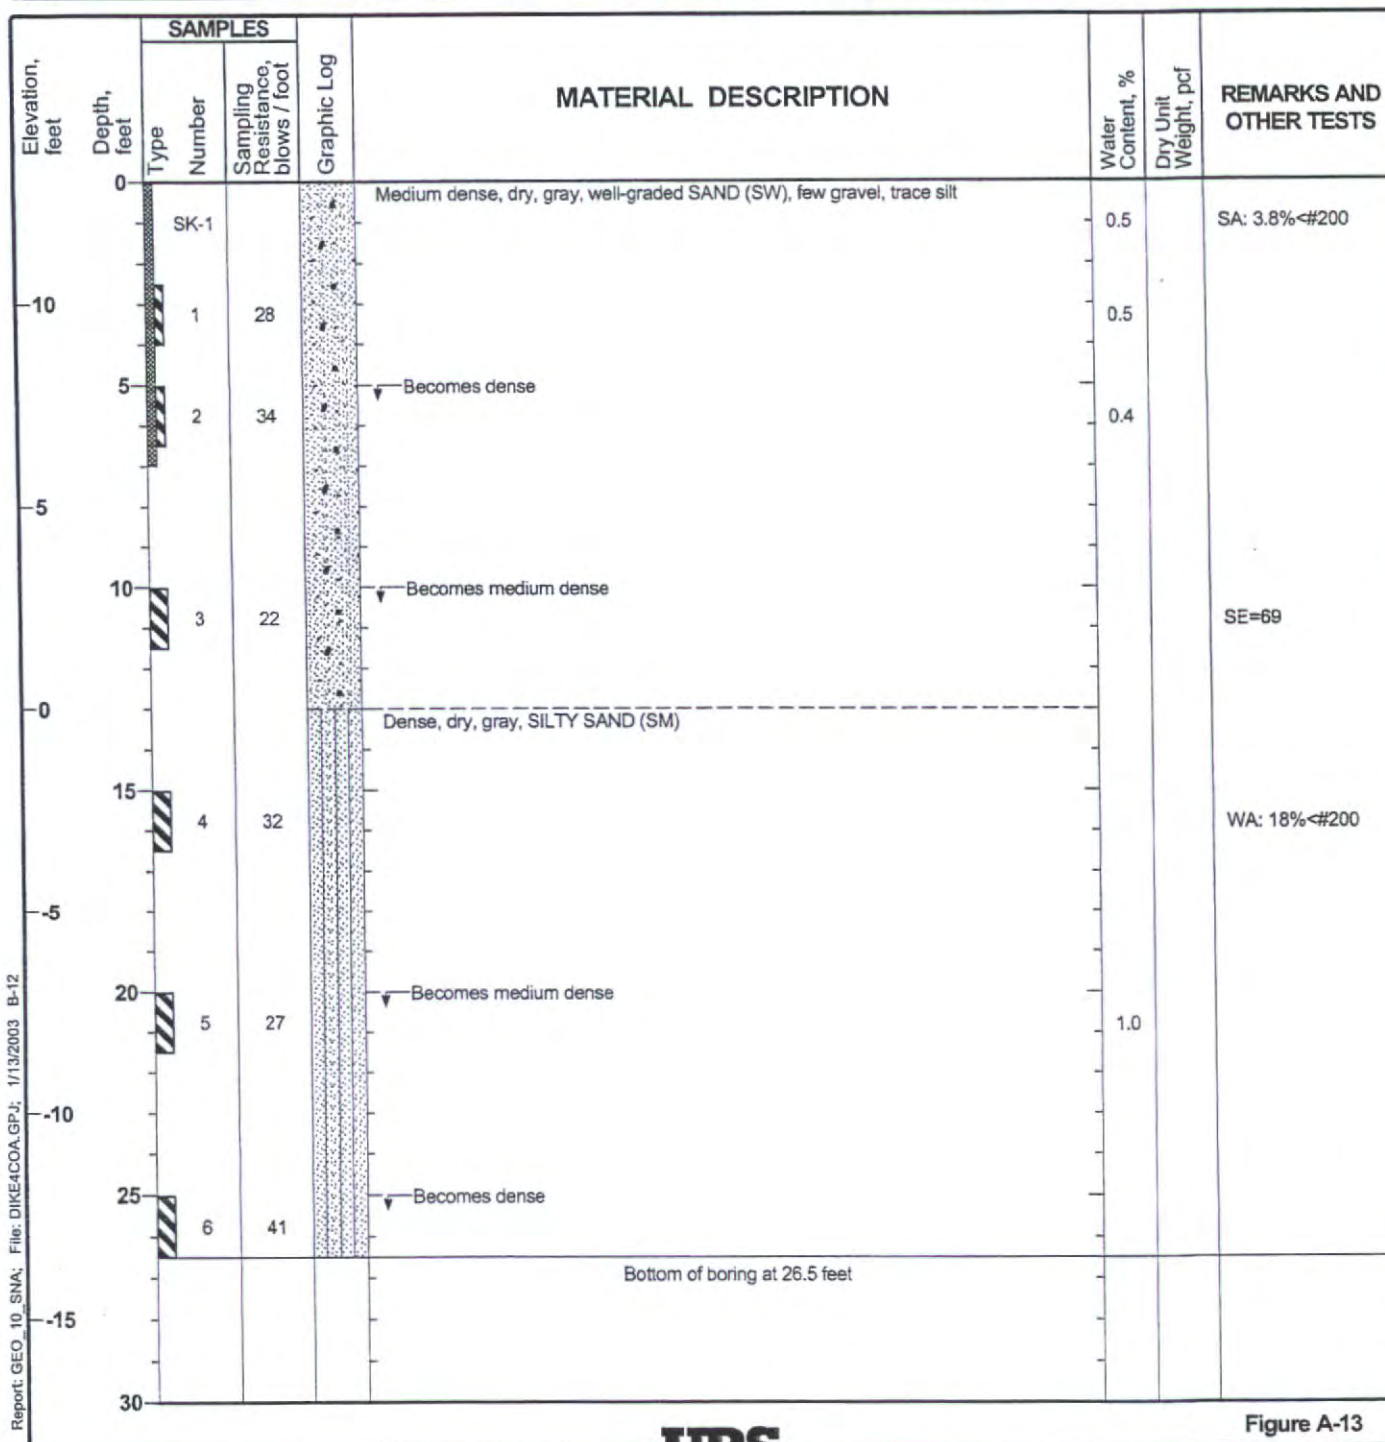 SAMPLES
Elevation,
feet
Depth,
feet
Type
Number
Sampling
Resistance,
blows / foot
Graphic Log
MATERIAL DESCRIPTION
Water
Content, %
Dry Unit
Weight, pcf
REMARKS AND
OTHER TESTS
0
Medium dense, dry, gray, well-graded SAND (SW), few gravel, trace silt
SK-1
0.5
SA: 3.8%<#200
10
1
28
0.5
5
Becomes dense
2
34
0.4
5
10
Becomes medium dense
3
22
SE=69
0
Dense, dry, gray, SILTY SAND (SM)
15
4
32
WA: 18%<#200
-5
20
Becomes medium dense
5
27
1.0
-10
25
Becomes dense
6
41
Bottom of boring at 26.5 feet
-15
30
Report: GEO_10_SNA; File: DIKE4COA.GPJ; 1/13/2003 B-12
URS
Figure A-13